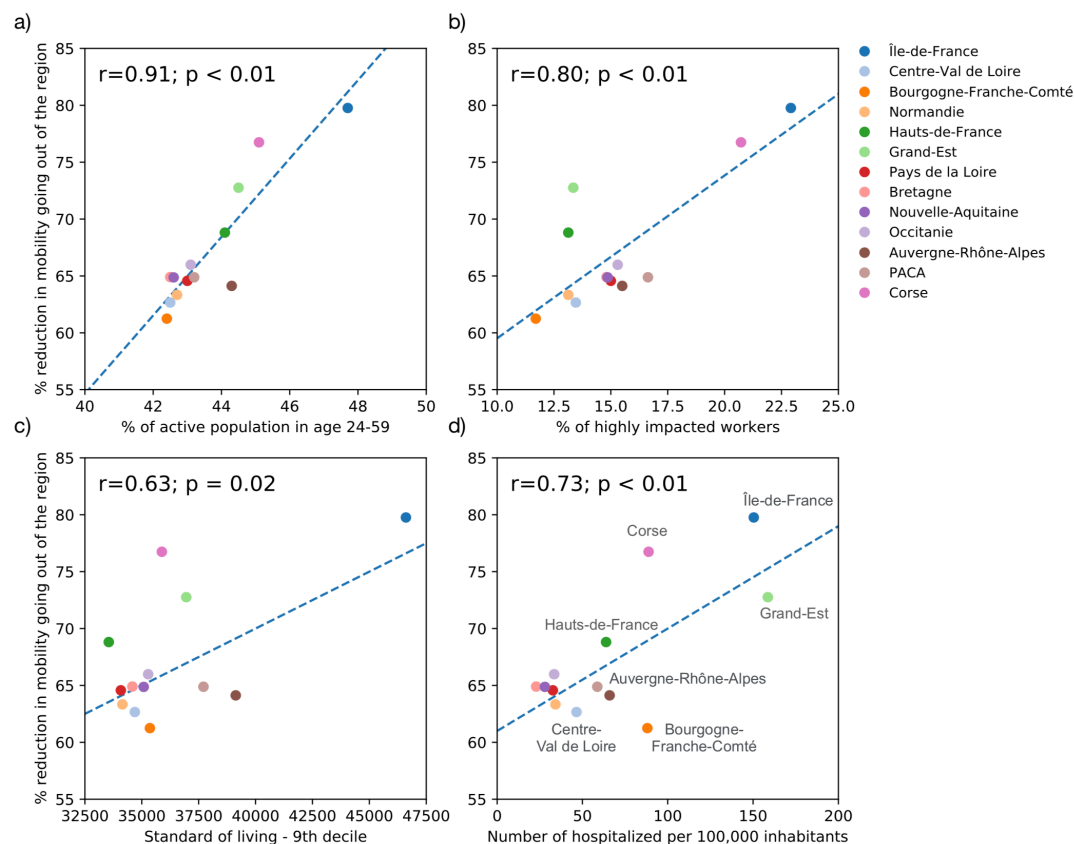 a)
% reduction in mobility going out of the region
85
80
75
70
65
60
55
r=0.91; p < 0.01
40
42
44
46
48
50
% of active population in age 24-59
b)
85
80
75
70
65
60
55
r=0.80; p < 0.01
10.0
12.5
15.0
17.5
20.0
22.5
25.0
% of highly impacted workers
Île-de-France
Centre-Val de Loire
Bourgogne-Franche-Comté
Normandie
Hauts-de-France
Grand-Est
Pays de la Loire
Bretagne
Nouvelle-Aquitaine
Occitanie
Auvergne-Rhône-Alpes
PACA
Corse
c)
% reduction in mobility going out of the region
85
80
75
70
65
60
55
r=0.63; p = 0.02
32500
35000
37500
40000
42500
45000
47500
Standard of living - 9th decile
d)
85
80
75
70
65
60
55
r=0.73; p < 0.01
Île-de-France
Corse
Grand-Est
Hauts-de-France
Auvergne-Rhône-Alpes
Centre-
Val de Loire
Bourgogne-
Franche-Comté
0
50
100
150
200
Number of hospitalized per 100,000 inhabitants